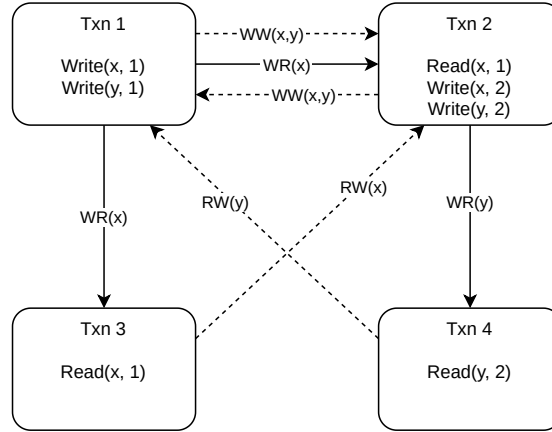 Txn 1
Write(x, 1)
Write(y, 1)
WW(x,y)
WR(x)
WW(x,y)
Txn 2
Read(x, 1)
Write(x, 2)
Write(y, 2)
WR(x)
RW(y)
RW(x)
WR(y)
Txn 3
Read(x, 1)
Txn 4
Read(y, 2)